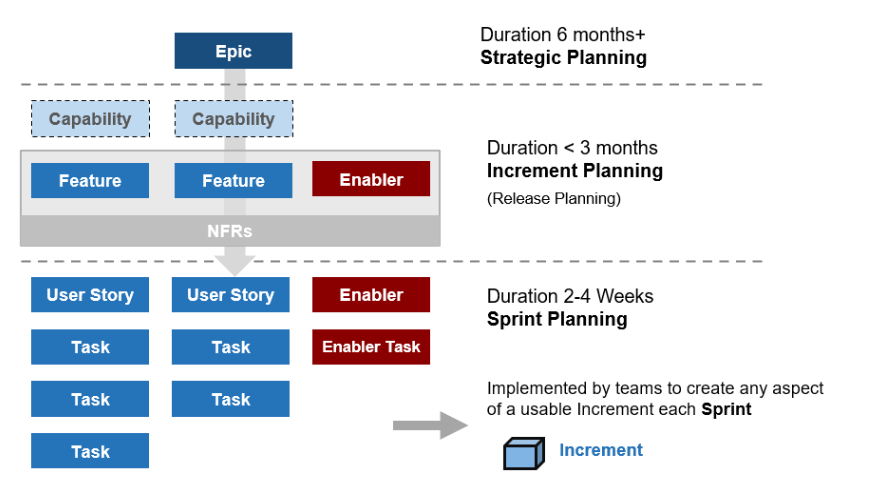 Epic
Duration 6 months+
Strategic Planning
Capability
Capability
Duration < 3 months
Increment Planning
(Release Planning)
Feature
Feature
Enabler
NFRs
User Story
User Story
Enabler
Duration 2-4 Weeks
Sprint Planning
Task
Task
Enabler Task
Task
Task
Task
Implemented by teams to create any aspect
of a usable Increment each Sprint
Increment